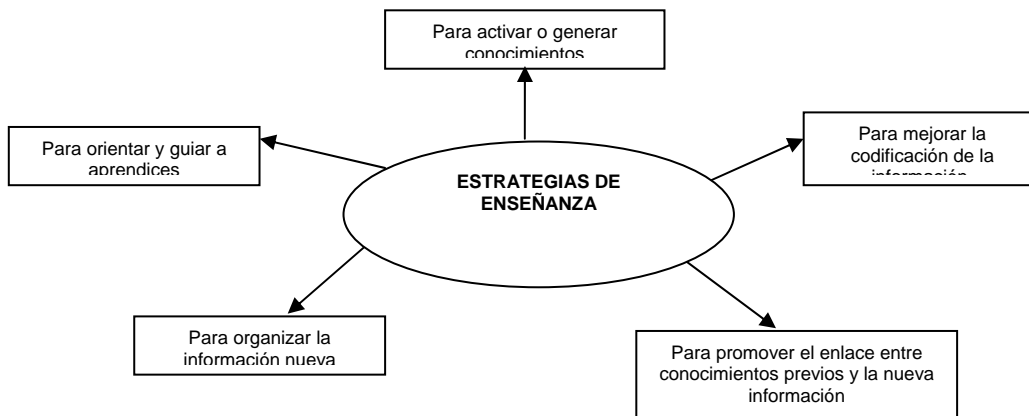 Para activar o generar
conocimientos
Para orientar y guiar a
aprendices
Para mejorar la
codificación de la
información
ESTRATEGIAS DE
ENSEÑANZA
Para organizar la
información nueva
Para promover el enlace entre
conocimientos previos y la nueva
información